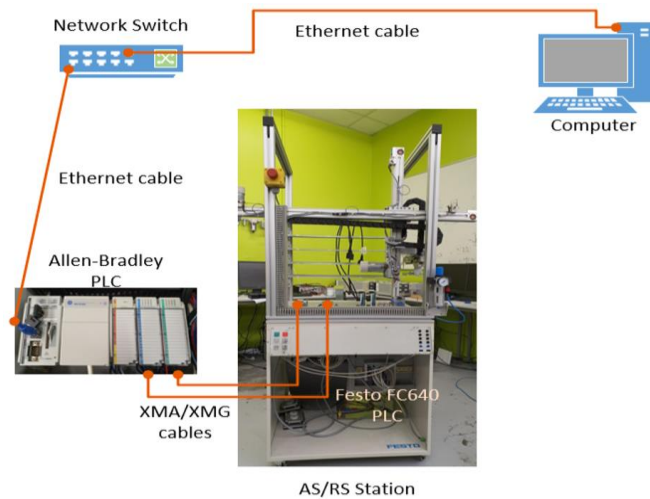 Network Switch
Ethernet cable
Computer
Ethernet cable
Allen-Bradley
PLC
XMA/XMG
cables
Festo FC640
PLC
FESTO
AS/RS Station